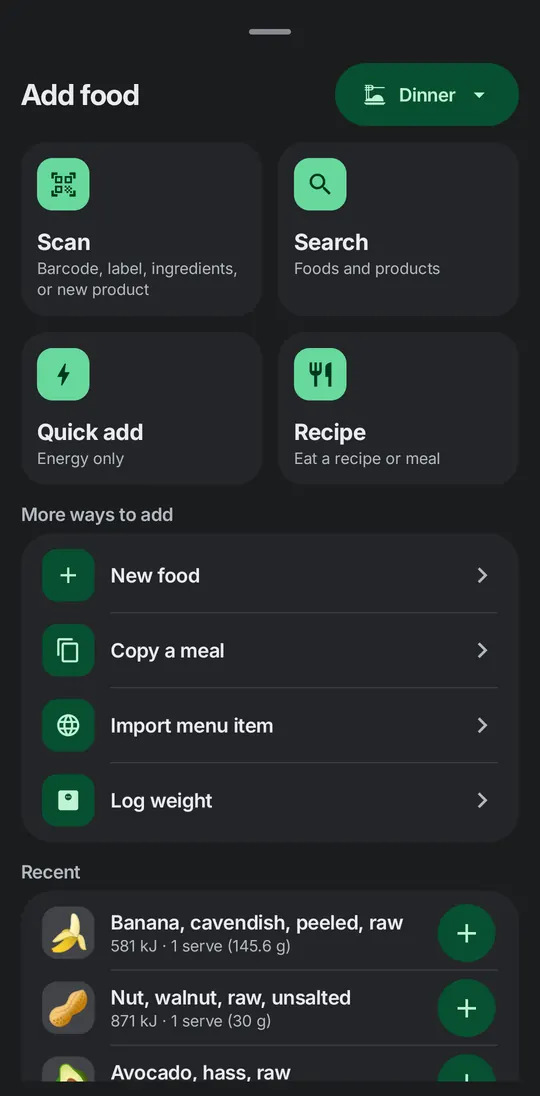 Add food
Dinner
Scan
Barcode, label, ingredients,
or new product
Search
Foods and products
Quick add
Energy only
Recipe
Eat a recipe or meal
More ways to add
New food
Copy a meal
Import menu item
Log weight
Recent
Banana, cavendish, peeled, raw
581 kJ · 1 serve (145.6 g)
Nut, walnut, raw, unsalted
871 kJ · 1 serve (30 g)
Avocado, hass, raw